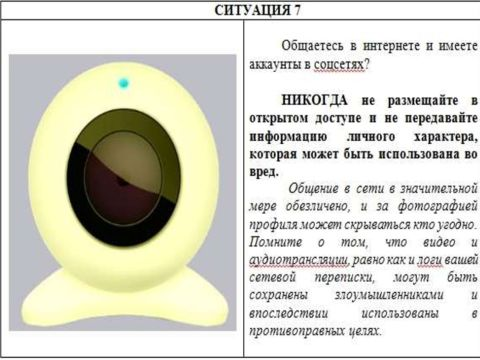 СИТУАЦИЯ 7
Общаетесь в интернете и имеете
аккаунты в соцсетях?
НИКОГДА не размещайте в
открытом доступе и не передавайте
информацию личного характера,
которая может быть использована во
вред.
Общение в сети в значительной
мере обезличено, и за фотографией
профиля может скрываться кто угодно.
Помните о том, что видео и
аудиотрансляции, равно как и логи вашей
сетевой переписки, могут быть
сохранены злоумышленниками и
впоследствии использованы в
противоправных целях.